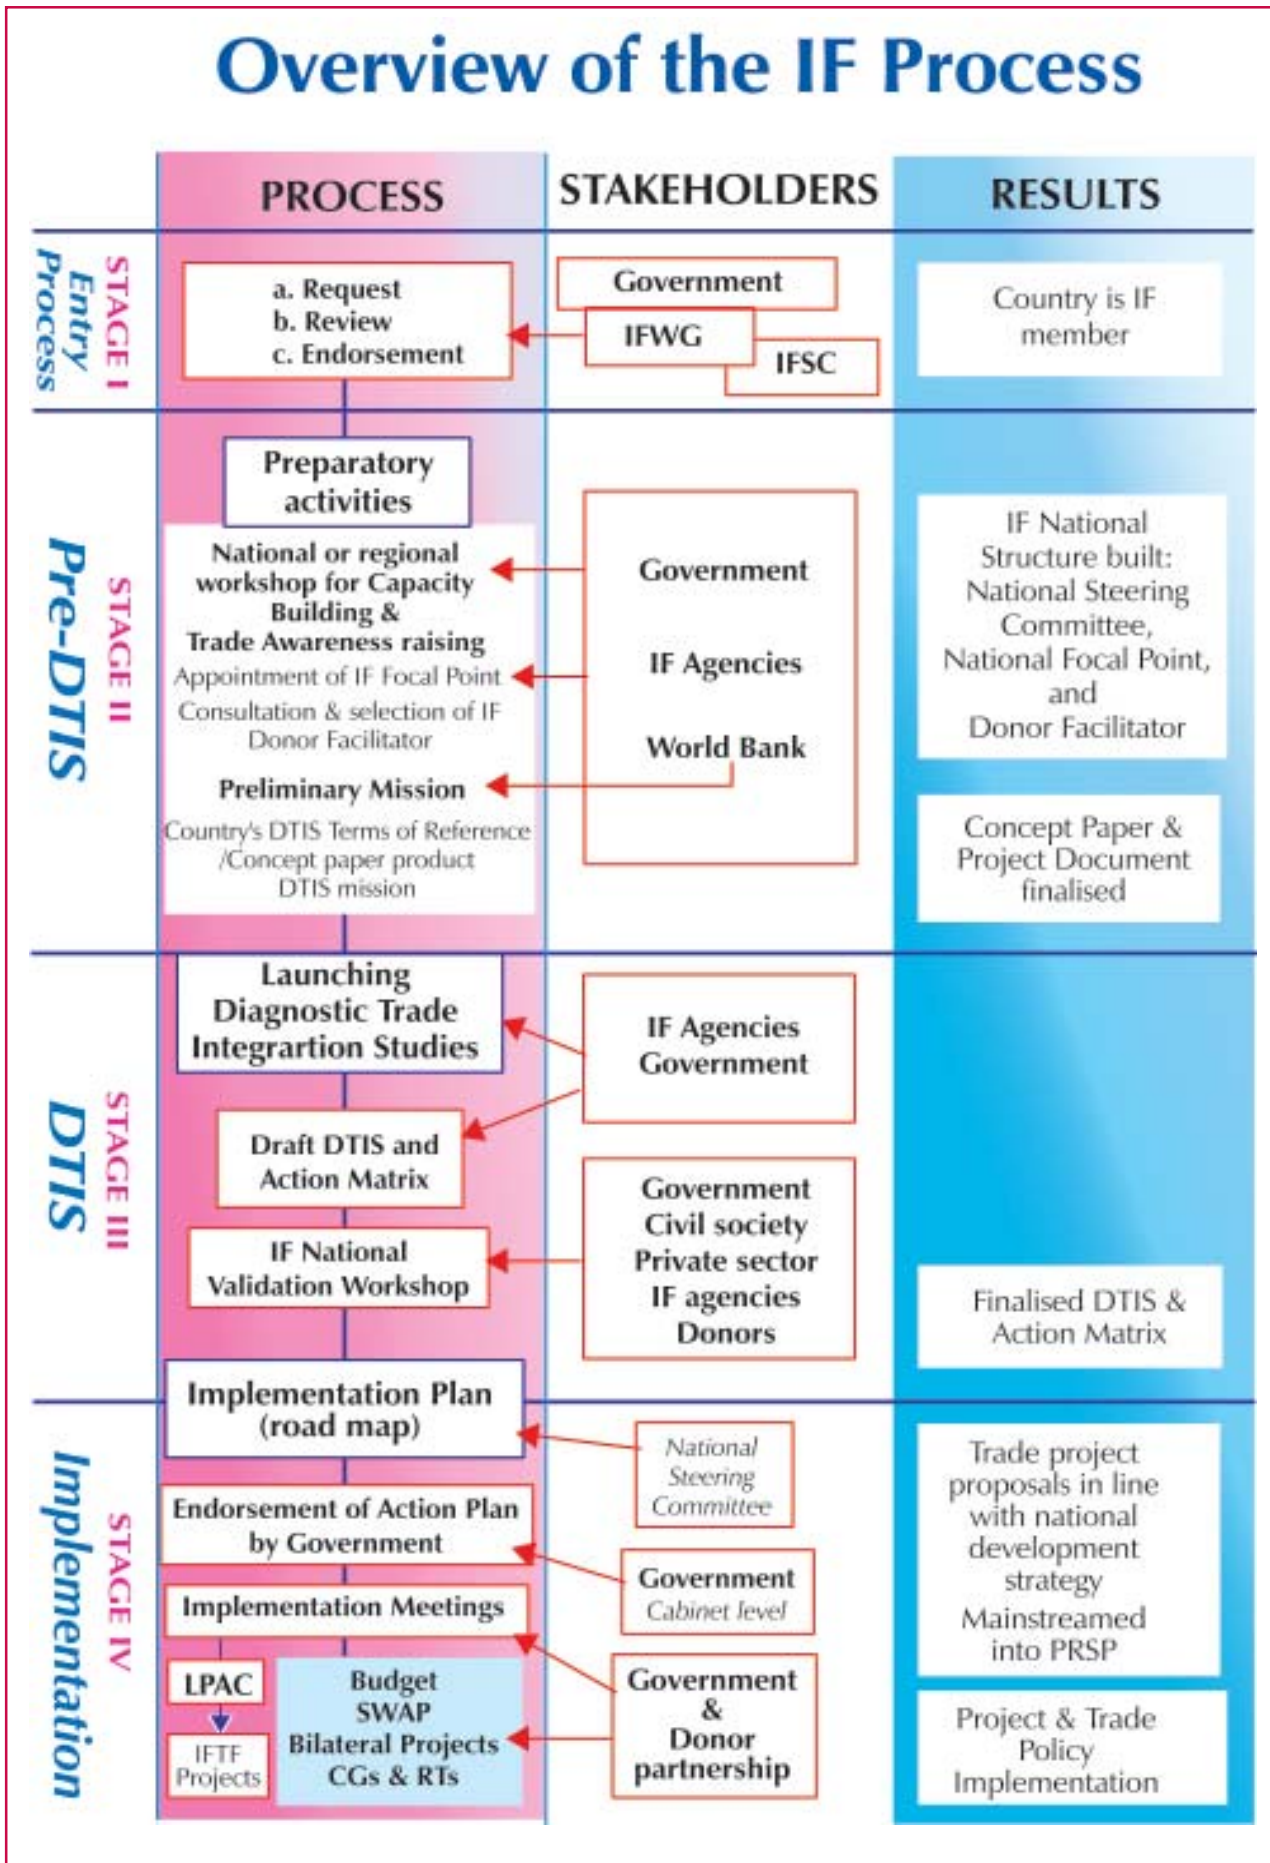 Overview of the IF Process
PROCESS
STAKEHOLDERS
RESULTS
STAGE I
Entry
Process
a. Request
b. Review
c. Endorsement
Government
IFWG
IFSC
Country is IF
member
STAGE II
Pre-DTIS
Preparatory
activities
National or regional
workshop for Capacity
Building &
Trade Awareness raising
Appointment of IF Focal Point
Consultation & selection of IF
Donor Facilitator
Preliminary Mission
Country's DTIS Terms of Reference
/Concept paper product
DTIS mission
Government
IF Agencies
World Bank
IF National
Structure built:
National Steering
Committee,
National Focal Point,
and
Donor Facilitator
Concept Paper &
Project Document
finalised
STAGE III
DTIS
Launching
Diagnostic Trade
Integrartion Studies
Draft DTIS and
Action Matrix
IF National
Validation Workshop
IF Agencies
Government
Government
Civil society
Private sector
IF agencies
Donors
Finalised DTIS &
Action Matrix
STAGE IV
Implementation
Implementation Plan
(road map)
Endorsement of Action Plan
by Government
Implementation Meetings
LPAC
IFTF
Projects
Budget
SWAP
Bilateral Projects
CGs & RTs
National
Steering
Committee
Government
Cabinet level
Government
&
Donor
partnership
Trade project
proposals in line
with national
development
strategy
Mainstreamed
into PRSP
Project & Trade
Policy
Implementation